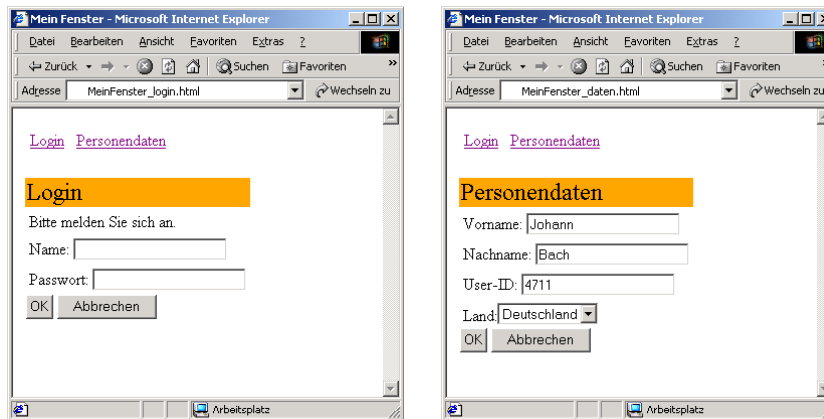 Mein Fenster - Microsoft Internet Explorer
Datei Bearbeiten Ansicht Favoriten Extras ?
Zurück Suchen Favoriten »
Adresse MeinFenster_login.html Wechseln zu
Login Personendaten
Login
Bitte melden Sie sich an.
Name:
Passwort:
OK Abbrechen
Arbeitsplatz
Mein Fenster - Microsoft Internet Explorer
Datei Bearbeiten Ansicht Favoriten Extras ?
Zurück Suchen Favoriten
Adresse MeinFenster_daten.html Wechseln zu
Login Personendaten
Personendaten
Vorname: Johann
Nachname: Bach
User-ID: 4711
Land: Deutschland
OK Abbrechen
Arbeitsplatz